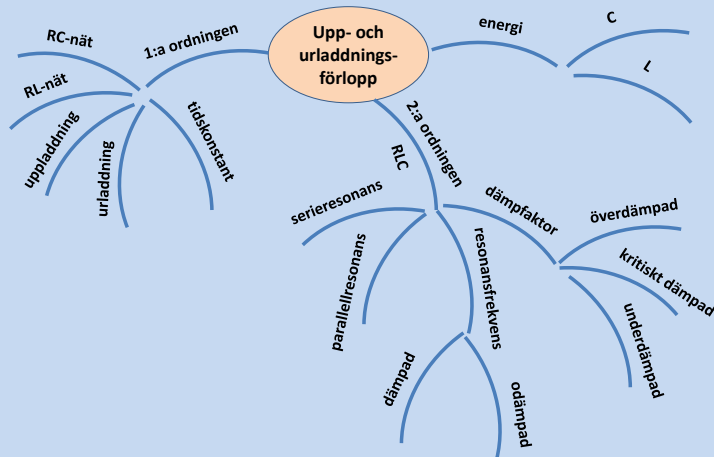 Upp- och
urladdnings-
förlopp
1:a ordningen
RC-nät
RL-nät
uppladdning
urladdning
tidskonstant
energi
C
L
2:a ordningen
RLC
serieresonans
parallellresonans
resonansfrekvens
dämpad
odämpad
dämpfaktor
överdämpad
kritiskt dämpad
underdämpad